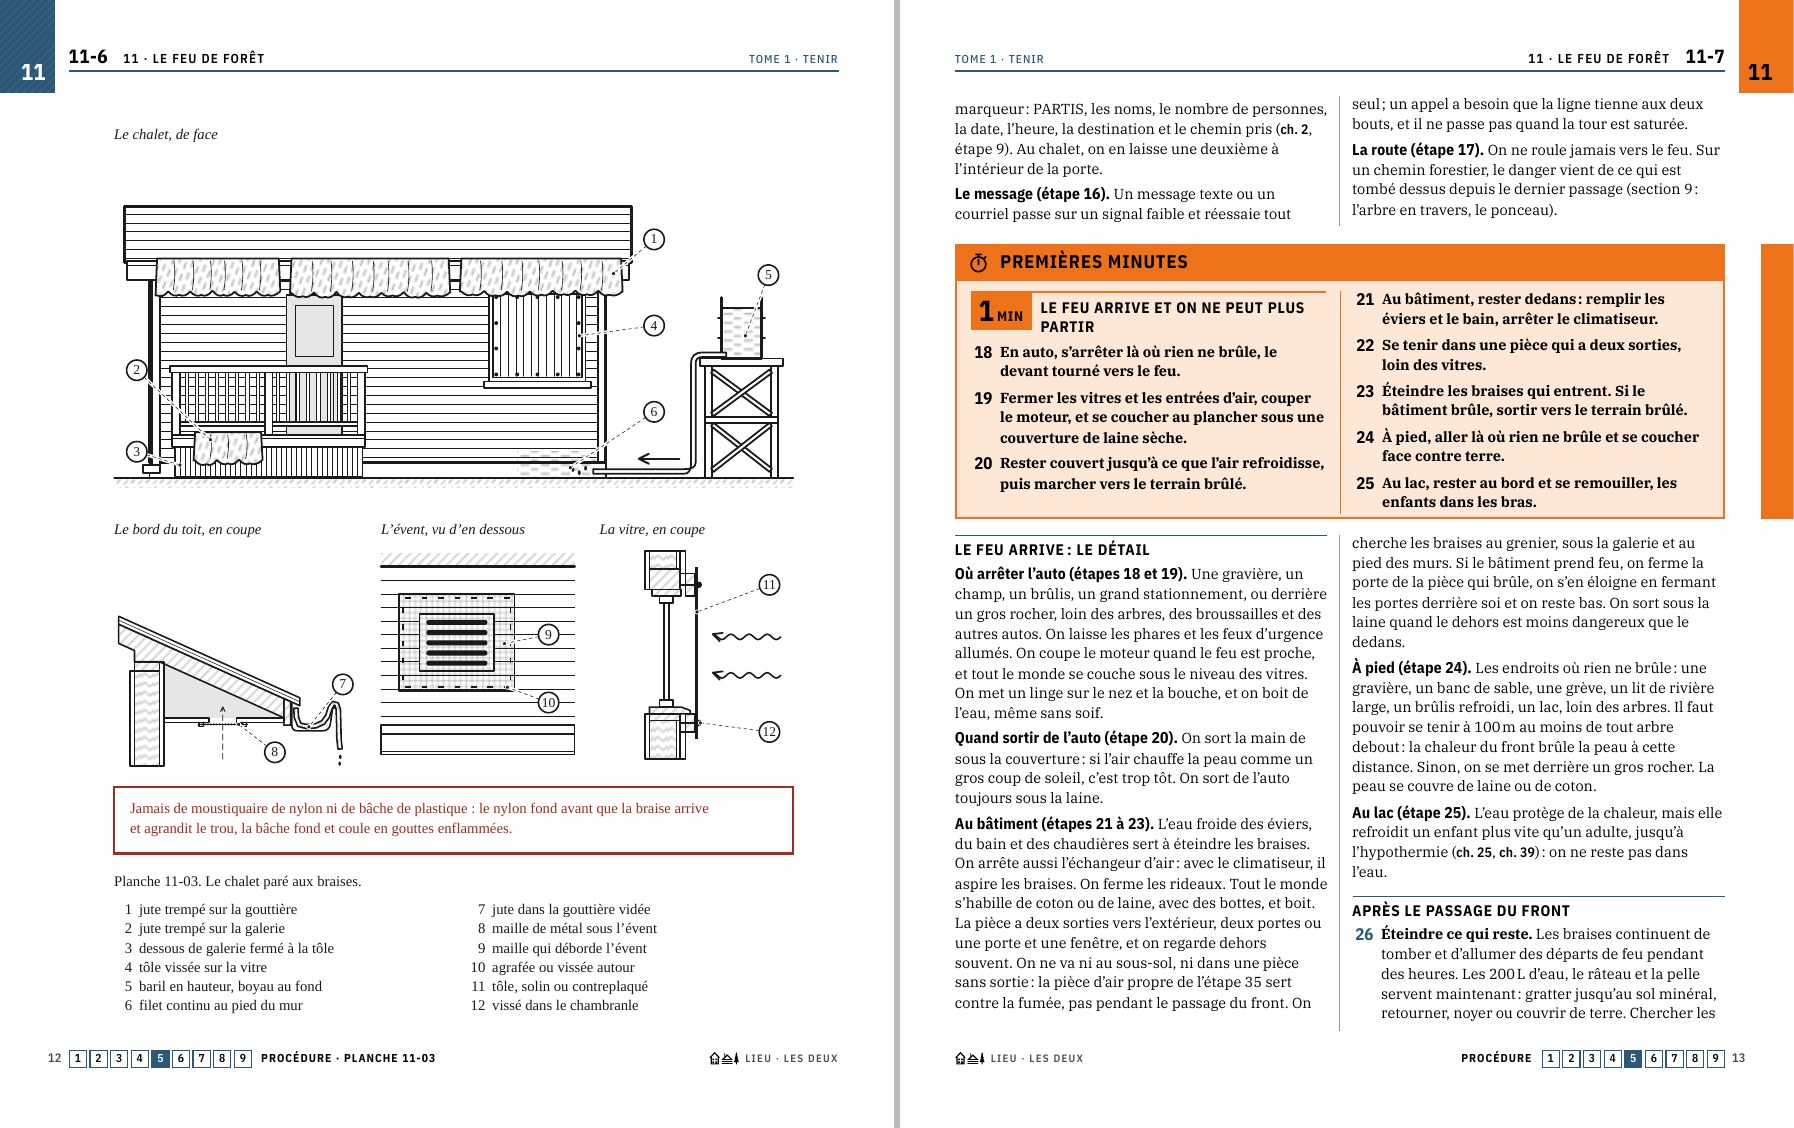 11
11-6 11 · LE FEU DE FORÊT
TOME 1 · TENIR
Le chalet, de face
1
5
4
2
6
3
Le bord du toit, en coupe
L’évent, vu d’en dessous
La vitre, en coupe
11
9
7
10
12
8
Jamais de moustiquaire de nylon ni de bâche de plastique : le nylon fond avant que la braise arrive
et agrandit le trou, la bâche fond et coule en gouttes enflammées.
Planche 11-03. Le chalet paré aux braises.
1 jute trempé sur la gouttière
2 jute trempé sur la galerie
3 dessous de galerie fermé à la tôle
4 tôle vissée sur la vitre
5 baril en hauteur, boyau au fond
6 filet continu au pied du mur
7 jute dans la gouttière vidée
8 maille de métal sous l’évent
9 maille qui déborde l’évent
10 agrafée ou vissée autour
11 tôle, solin ou contreplaqué
12 vissé dans le chambranle
12 1 2 3 4 5 6 7 8 9 PROCÉDURE · PLANCHE 11-03
LIEU · LES DEUX
TOME 1 · TENIR
11 · LE FEU DE FORÊT 11-7
11
marqueur : PARTIS, les noms, le nombre de personnes,
la date, l’heure, la destination et le chemin pris (ch. 2,
étape 9). Au chalet, on en laisse une deuxième à
l’intérieur de la porte.
Le message (étape 16). Un message texte ou un
courriel passe sur un signal faible et réessaie tout
seul ; un appel a besoin que la ligne tienne aux deux
bouts, et il ne passe pas quand la tour est saturée.
La route (étape 17). On ne roule jamais vers le feu. Sur
un chemin forestier, le danger vient de ce qui est
tombé dessus depuis le dernier passage (section 9 :
l’arbre en travers, le ponceau).
PREMIÈRES MINUTES
1 MIN LE FEU ARRIVE ET ON NE PEUT PLUS
PARTIR
18 En auto, s’arrêter là où rien ne brûle, le
devant tourné vers le feu.
19 Fermer les vitres et les entrées d’air, couper
le moteur, et se coucher au plancher sous une
couverture de laine sèche.
20 Rester couvert jusqu’à ce que l’air refroidisse,
puis marcher vers le terrain brûlé.
21 Au bâtiment, rester dedans : remplir les
éviers et le bain, arrêter le climatiseur.
22 Se tenir dans une pièce qui a deux sorties,
loin des vitres.
23 Éteindre les braises qui entrent. Si le
bâtiment brûle, sortir vers le terrain brûlé.
24 À pied, aller là où rien ne brûle et se coucher
face contre terre.
25 Au lac, rester au bord et se remouiller, les
enfants dans les bras.
LE FEU ARRIVE : LE DÉTAIL
Où arrêter l’auto (étapes 18 et 19). Une gravière, un
champ, un brûlis, un grand stationnement, ou derrière
un gros rocher, loin des arbres, des broussailles et des
autres autos. On laisse les phares et les feux d’urgence
allumés. On coupe le moteur quand le feu est proche,
et tout le monde se couche sous le niveau des vitres.
On met un linge sur le nez et la bouche, et on boit de
l’eau, même sans soif.
Quand sortir de l’auto (étape 20). On sort la main de
sous la couverture : si l’air chauffe la peau comme un
gros coup de soleil, c’est trop tôt. On sort de l’auto
toujours sous la laine.
Au bâtiment (étapes 21 à 23). L’eau froide des éviers,
du bain et des chaudières sert à éteindre les braises.
On arrête aussi l’échangeur d’air : avec le climatiseur, il
aspire les braises. On ferme les rideaux. Tout le monde
s’habille de coton ou de laine, avec des bottes, et boit.
La pièce a deux sorties vers l’extérieur, deux portes ou
une porte et une fenêtre, et on regarde dehors
souvent. On ne va ni au sous-sol, ni dans une pièce
sans sortie : la pièce d’air propre de l’étape 35 sert
contre la fumée, pas pendant le passage du front. On
cherche les braises au grenier, sous la galerie et au
pied des murs. Si le bâtiment prend feu, on ferme la
porte de la pièce qui brûle, on s’en éloigne en fermant
les portes derrière soi et on reste bas. On sort sous la
laine quand le dehors est moins dangereux que le
dedans.
À pied (étape 24). Les endroits où rien ne brûle : une
gravière, un banc de sable, une grève, un lit de rivière
large, un brûlis refroidi, un lac, loin des arbres. Il faut
pouvoir se tenir à 100 m au moins de tout arbre
debout : la chaleur du front brûle la peau à cette
distance. Sinon, on se met derrière un gros rocher. La
peau se couvre de laine ou de coton.
Au lac (étape 25). L’eau protège de la chaleur, mais elle
refroidit un enfant plus vite qu’un adulte, jusqu’à
l’hypothermie (ch. 25, ch. 39) : on ne reste pas dans
l’eau.
APRÈS LE PASSAGE DU FRONT
26 Éteindre ce qui reste. Les braises continuent de
tomber et d’allumer des départs de feu pendant
des heures. Les 200 L d’eau, le râteau et la pelle
servent maintenant : gratter jusqu’au sol minéral,
retourner, noyer ou couvrir de terre. Chercher les
LIEU · LES DEUX
PROCÉDURE 1 2 3 4 5 6 7 8 9 13